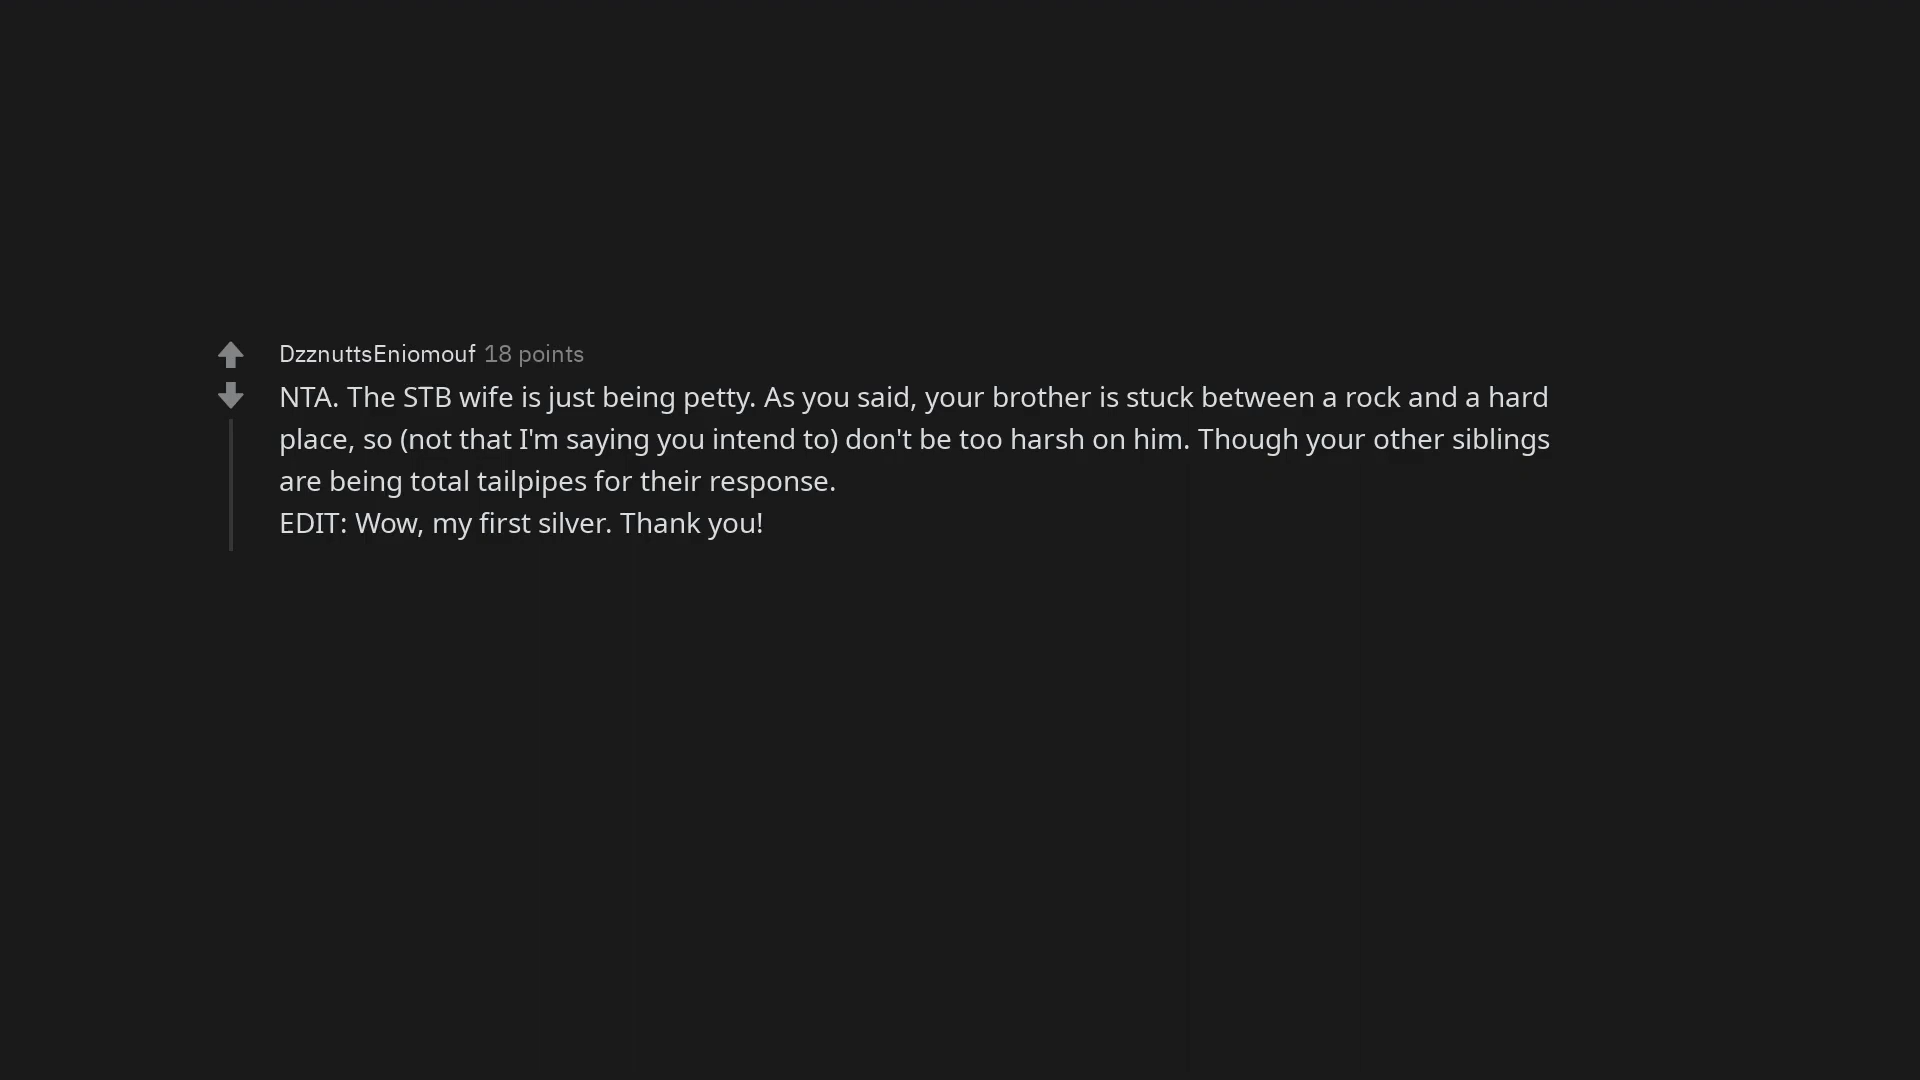 DzznuttsEniomouf 18 points
NTA. The STB wife is just being petty. As you said, your brother is stuck between a rock and a hard
place, so (not that I'm saying you intend to) don't be too harsh on him. Though your other siblings
are being total tailpipes for their response.
EDIT: Wow, my first silver. Thank you!